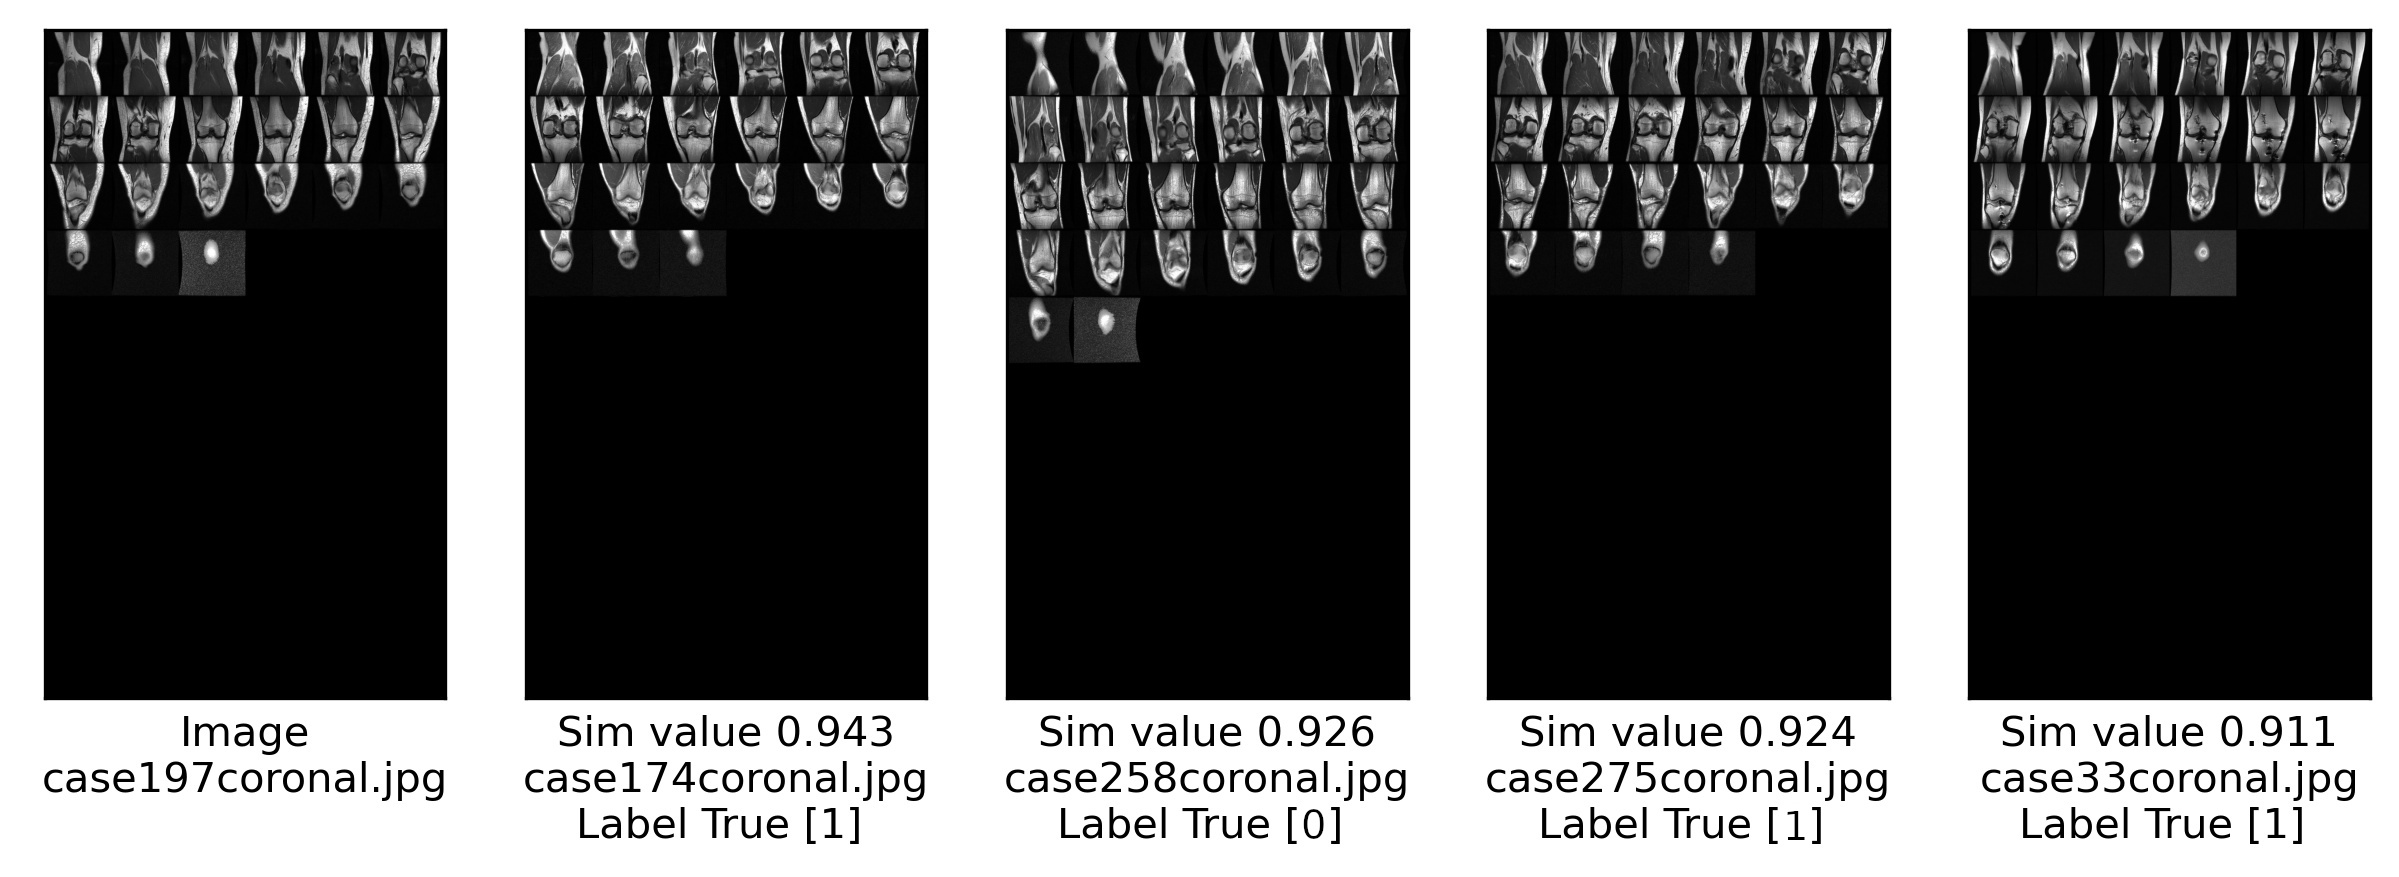 Image
case197coronal.jpg
Sim value 0.943
case174coronal.jpg
Label True [1]
Sim value 0.926
case258coronal.jpg
Label True [0]
Sim value 0.924
case275coronal.jpg
Label True [1]
Sim value 0.911
case33coronal.jpg
Label True [1]